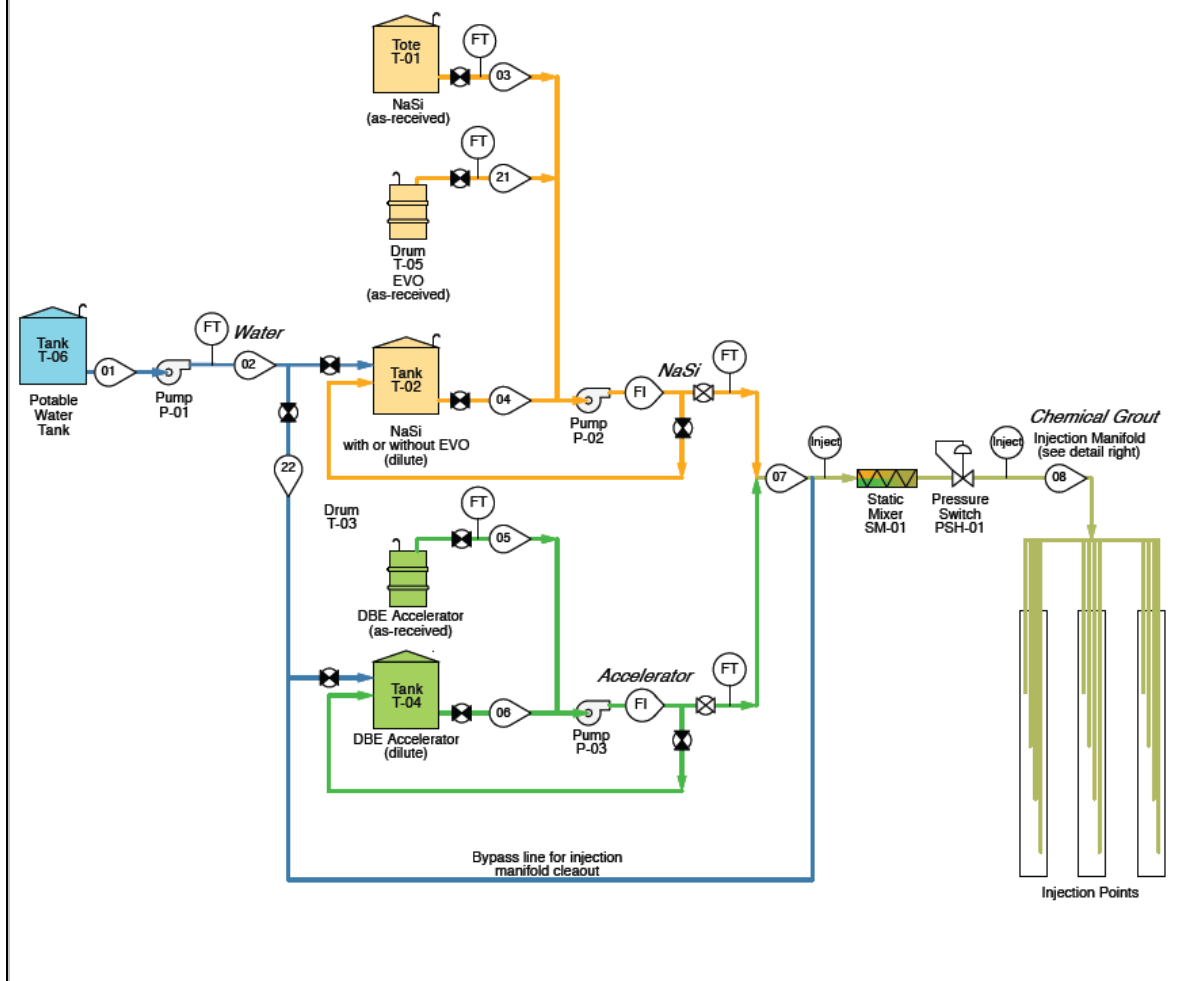 Tote
T-01
FT
03
NaSi
(as-received)
FT
21
Drum
T-05
EVO
(as-received)
Tank
T-06
01
Potable
Water
Tank
Pump
P-01
FT
Water
02
Tank
T-02
04
NaSi
with or without EVO
(dilute)
Pump
P-02
FI
NaSi
FT
22
Drum
T-03
FT
05
DBE Accelerator
(as-received)
Tank
T-04
06
DBE Accelerator
(dilute)
Pump
P-03
Accelerator
FI
FT
07
Inject
Static
Mixer
SM-01
Pressure
Switch
PSH-01
Inject
Chemical Grout
Injection Manifold
(see detail right)
08
Bypass line for injection
manifold cleaout
Injection Points